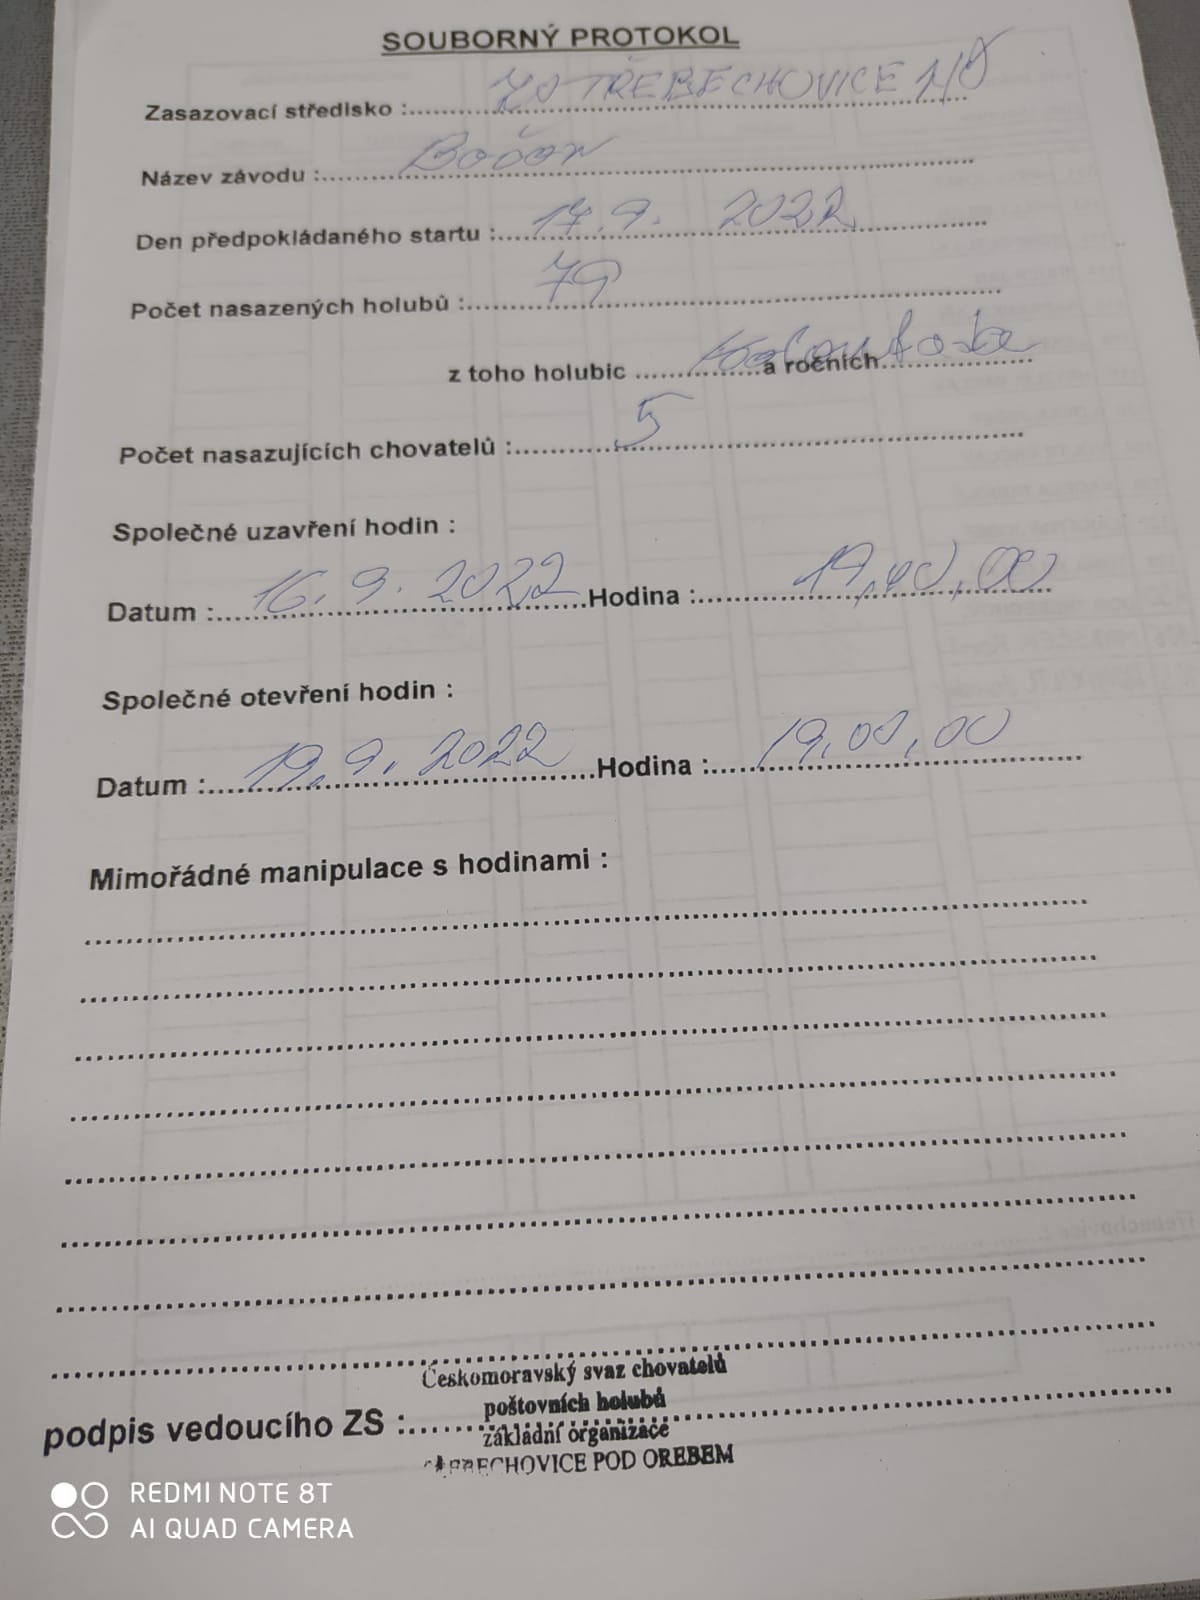 SOUBORNÝ PROTOKOL
Zasazovací středisko : ZO TŘEBECHOVICE p/O
Název závodu :
Den předpokládaného startu : 17.9. 2022
Počet nasazených holubů : 79
z toho holubic a ročních
Počet nasazujících chovatelů : 5
Společné uzavření hodin :
Datum : 16.9.2022 Hodina : 19,40,00
Společné otevření hodin :
Datum : 19.9.2022 Hodina : 19,00,00
Mimořádné manipulace s hodinami :
Českomoravský svaz chovatelů
poštovních holubů
podpis vedoucího ZS :
základní organizace
POD OREBEM
REDMI NOTE 8T
AI QUAD CAMERA